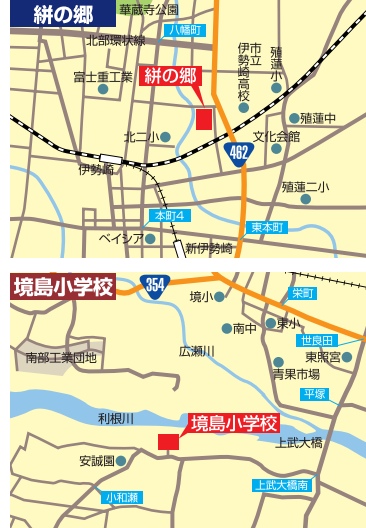 絣の郷
華蔵寺公園
八幡町
北部環状線
伊勢崎高校
市立
殖蓮小
富士重工業
絣の郷
殖蓮中
北二小
文化会館
462
伊勢崎
殖蓮二小
本町4
東本町
ベイシア
新伊勢崎
境島小学校
354
境小
栄町
東小
南中
世良田
広瀬川
東照宮
南部工業団地
青果市場
平塚
利根川
境島小学校
上武大橋
安誠園
上武大橋南
小和瀬